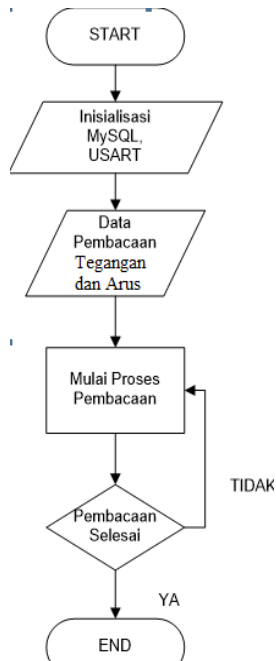 START
Inisialisasi
MySQL,
USART
Data
Pembacaan
Tegangan
dan Arus
Mulai Proses
Pembacaan
TIDAK
Pembacaan
Selesai
YA
END